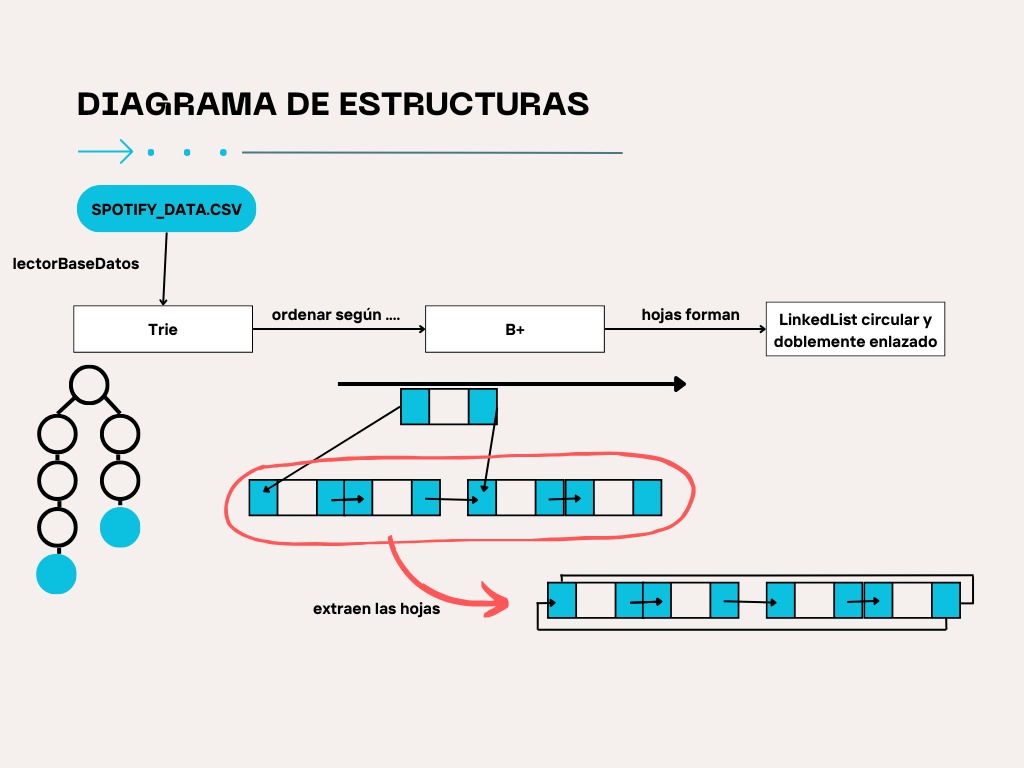 DIAGRAMA DE ESTRUCTURAS
SPOTIFY_DATA.CSV
lectorBaseDatos
Trie
ordenar según ....
B+
hojas forman
LinkedList circular y
doblemente enlazado
extraen las hojas